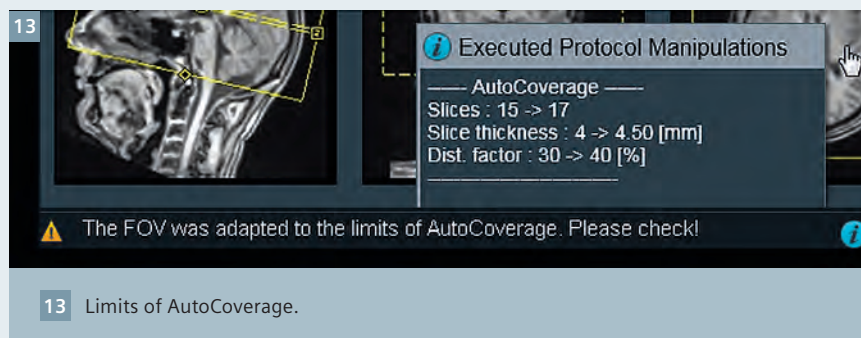 13
i Executed Protocol Manipulations
—— AutoCoverage ——
Slices : 15 -> 17
Slice thickness : 4 -> 4.50 [mm]
Dist. factor : 30 -> 40 [%]
The FOV was adapted to the limits of AutoCoverage. Please check!
i
13 Limits of AutoCoverage.